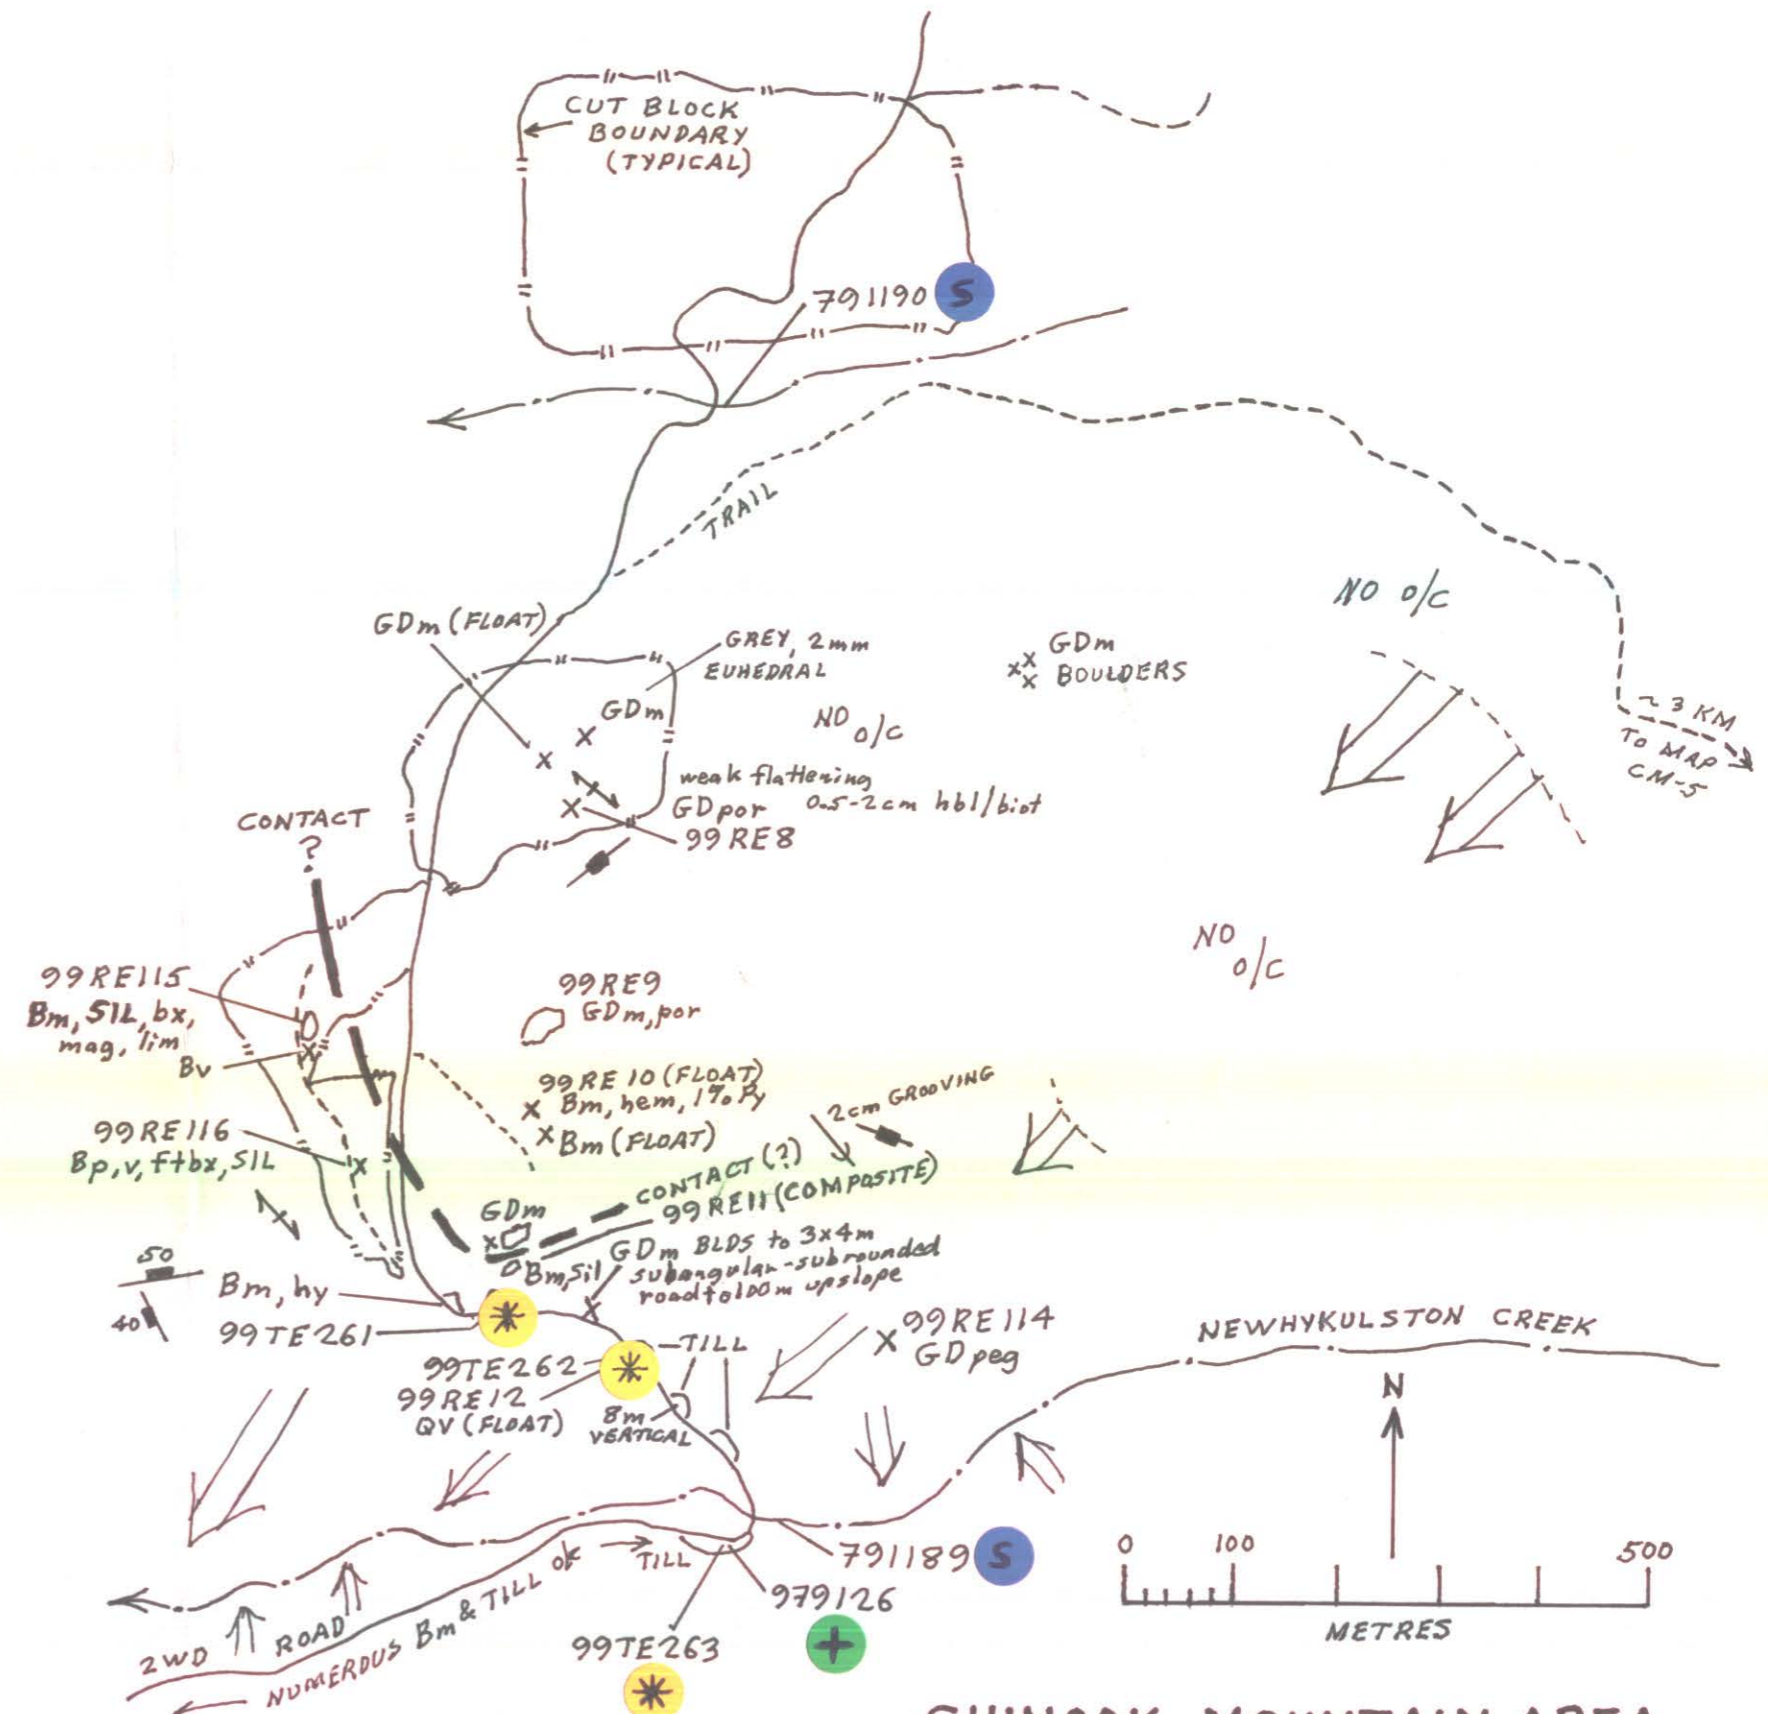 CUT BLOCK
BOUNDARY
(TYPICAL)
791190 S
TRAIL
NO O/C
GDm (FLOAT)
GREY, 2mm
EUHEDRAL
GDm
BOULDERS
GDm
NO
O/C
~ 3 KM
TO MAP
CM-5
weak flattening
GDpor 0.5-2cm hbl/biot
99RE8
CONTACT
?
NO
O/C
99RE115
Bm, SIL, bx,
mag, lim
Bv
99RE9
GDm, por
99RE10 (FLOAT)
Bm, hem, 1% Py
Bm (FLOAT)
2cm GROOVING
99RE116
Bp, v, ftbx, SIL
CONTACT (?)
99RE11 (COMPOSITE)
GDm
Bm, sil
GDm BLDS to 3x4m
subangular-subrounded
road to 100m upslope
50
40
Bm, hy
99TE261
99RE114
GDpeg
NEWHYKULSTON CREEK
TILL
99TE262
99RE12
QV (FLOAT)
8m
VERTICAL
N
0 100 500
METRES
791189 S
979126
+
99TE263
TILL
2WD ROAD
NUMEROUS Bm & TILL o/c
CHINOOK MOUNTAIN AREA